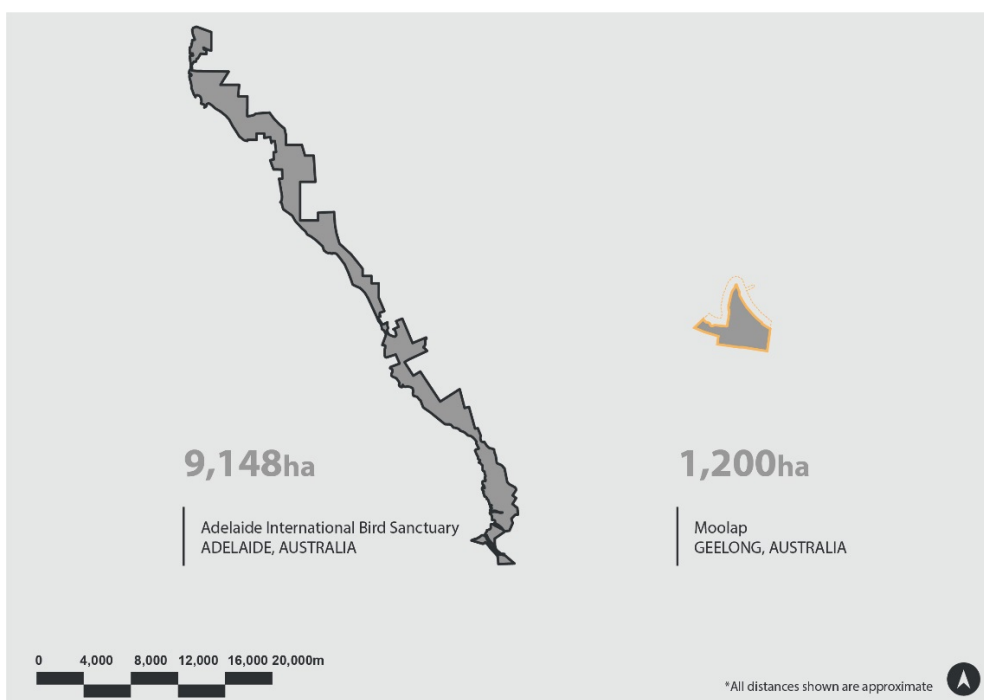 9,148ha
Adelaide International Bird Sanctuary
ADELAIDE, AUSTRALIA
1,200ha
Moolap
GEELONG, AUSTRALIA
0 4,000 8,000 12,000 16,000 20,000m
*All distances shown are approximate